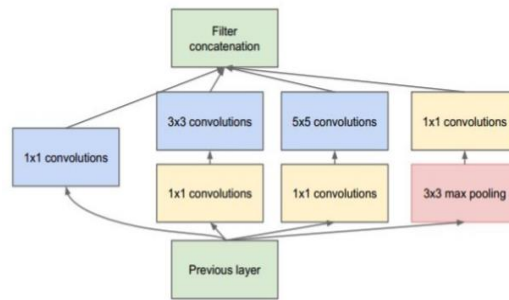 Filter
concatenation
3x3 convolutions
5x5 convolutions
1x1 convolutions
1x1 convolutions
1x1 convolutions
1x1 convolutions
3x3 max pooling
Previous layer